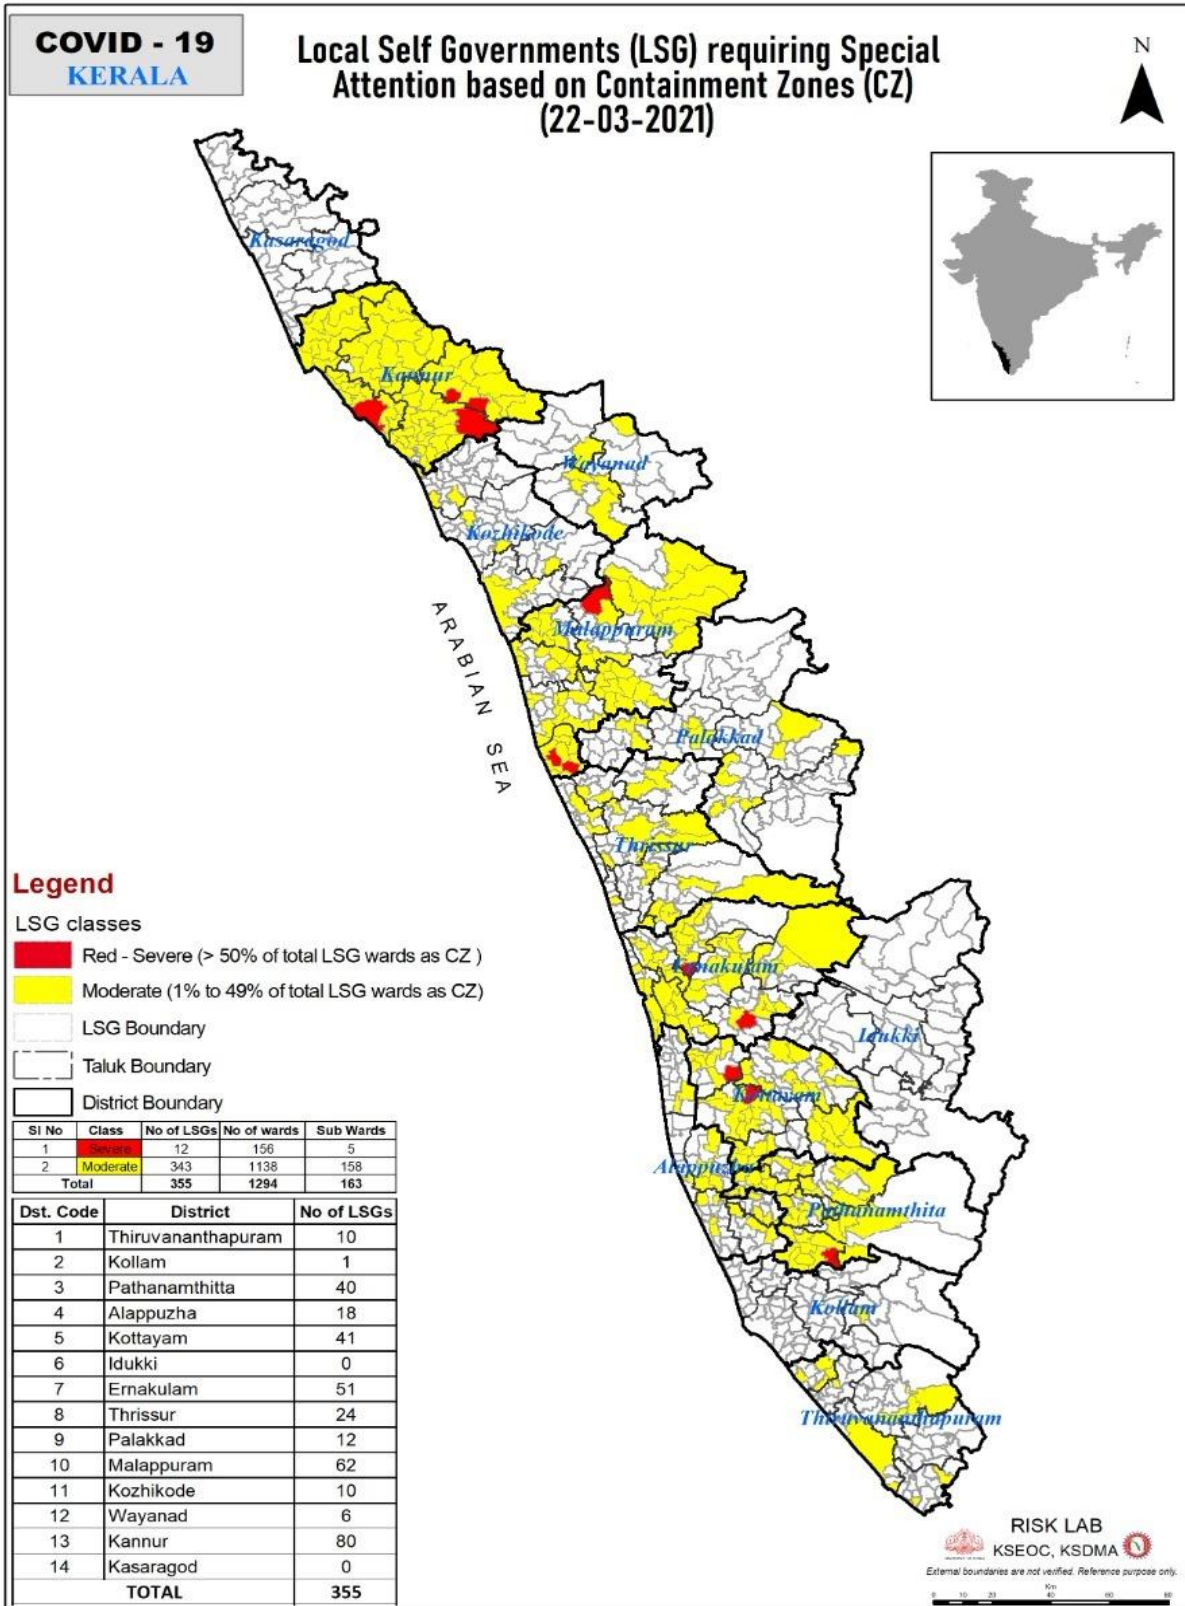 COVID - 19
KERALA
Local Self Governments (LSG) requiring Special
Attention based on Containment Zones (CZ)
(22-03-2021)
N
Kasaragod
Kannur
Wayanad
Kozhikode
Malappuram
ARABIAN SEA
Palakkad
Thrissur
Ernakulam
Idukki
Kottayam
Alappuzha
Pathanamthita
Kollam
Thiruvananthapuram
Legend
LSG classes
Red - Severe (> 50% of total LSG wards as CZ )
Moderate (1% to 49% of total LSG wards as CZ)
LSG Boundary
Taluk Boundary
District Boundary
Sl No Class No of LSGs No of wards Sub Wards
1 Severe 12 156 5
2 Moderate 343 1138 158
Total 355 1294 163
Dst. Code District No of LSGs
1 Thiruvananthapuram 10
2 Kollam 1
3 Pathanamthitta 40
4 Alappuzha 18
5 Kottayam 41
6 Idukki 0
7 Ernakulam 51
8 Thrissur 24
9 Palakkad 12
10 Malappuram 62
11 Kozhikode 10
12 Wayanad 6
13 Kannur 80
14 Kasaragod 0
TOTAL 355
RISK LAB
KSEOC, KSDMA
External boundaries are not verified. Reference purpose only.
Km
0 10 20 40 60 80